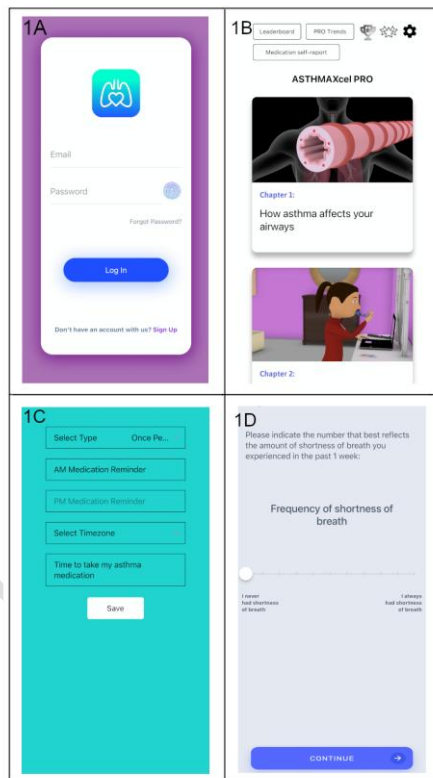 1A
Email
Password
Forgot Password?
Log In
Don't have an account with us? Sign Up
1B
Leaderboard
PRO Trends
Medication self-report
ASTHMAXcel PRO
Chapter 1:
How asthma affects your
airways
Chapter 2:
1C
Select Type
Once Pe...
AM Medication Reminder
PM Medication Reminder
Select Timezone
Time to take my asthma
medication
Save
1D
Please indicate the number that best reflects
the amount of shortness of breath you
experienced in the past 1 week:
Frequency of shortness of
breath
I never
had shortness
of breath
I always
had shortness
of breath
CONTINUE